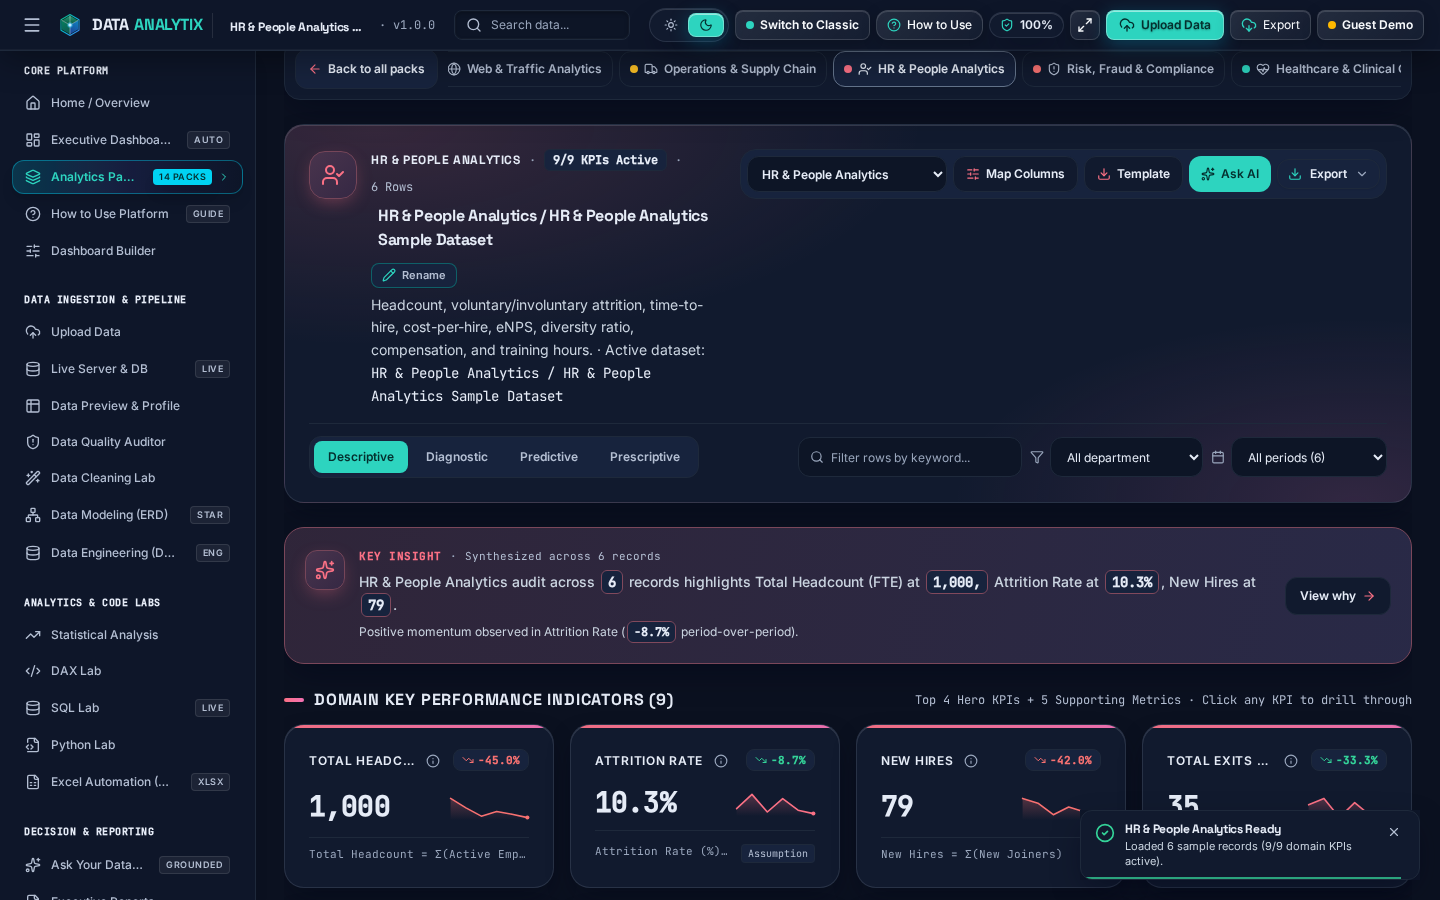 DATA ANALYTIX
HR & People Analytics ...
· v1.0.0
Search data...
Switch to Classic
How to Use
100%
Upload Data
Export
Guest Demo
CORE PLATFORM
Home / Overview
Executive Dashboa... AUTO
Analytics Pa... 14 PACKS
How to Use Platform GUIDE
Dashboard Builder
DATA INGESTION & PIPELINE
Upload Data
Live Server & DB LIVE
Data Preview & Profile
Data Quality Auditor
Data Cleaning Lab
Data Modeling (ERD) STAR
Data Engineering (D... ENG
ANALYTICS & CODE LABS
Statistical Analysis
DAX Lab
SQL Lab LIVE
Python Lab
Excel Automation (... XLSX
DECISION & REPORTING
Ask Your Data... GROUNDED
Executive Reports
Back to all packs
Web & Traffic Analytics
Operations & Supply Chain
HR & People Analytics
Risk, Fraud & Compliance
Healthcare & Clinical
HR & PEOPLE ANALYTICS · 9/9 KPIs Active ·
6 Rows
HR & People Analytics / HR & People Analytics
Sample Dataset
Rename
Headcount, voluntary/involuntary attrition, time-to-
hire, cost-per-hire, eNPS, diversity ratio,
compensation, and training hours. · Active dataset:
HR & People Analytics / HR & People
Analytics Sample Dataset
HR & People Analytics
Map Columns
Template
Ask AI
Export
Descriptive
Diagnostic
Predictive
Prescriptive
Filter rows by keyword...
All department
All periods (6)
KEY INSIGHT · Synthesized across 6 records
HR & People Analytics audit across 6 records highlights Total Headcount (FTE) at 1,000, Attrition Rate at 10.3%, New Hires at
79.
Positive momentum observed in Attrition Rate (-8.7% period-over-period).
View why
DOMAIN KEY PERFORMANCE INDICATORS (9)
Top 4 Hero KPIs + 5 Supporting Metrics · Click any KPI to drill through
TOTAL HEADC... -45.0%
1,000
Total Headcount = Σ(Active Emp...
ATTRITION RATE -8.7%
10.3%
Attrition Rate (%)... Assumption
NEW HIRES -42.0%
79
New Hires = Σ(New Joiners)
TOTAL EXITS ... -33.3%
35
HR & People Analytics Ready
Loaded 6 sample records (9/9 domain KPIs
active).